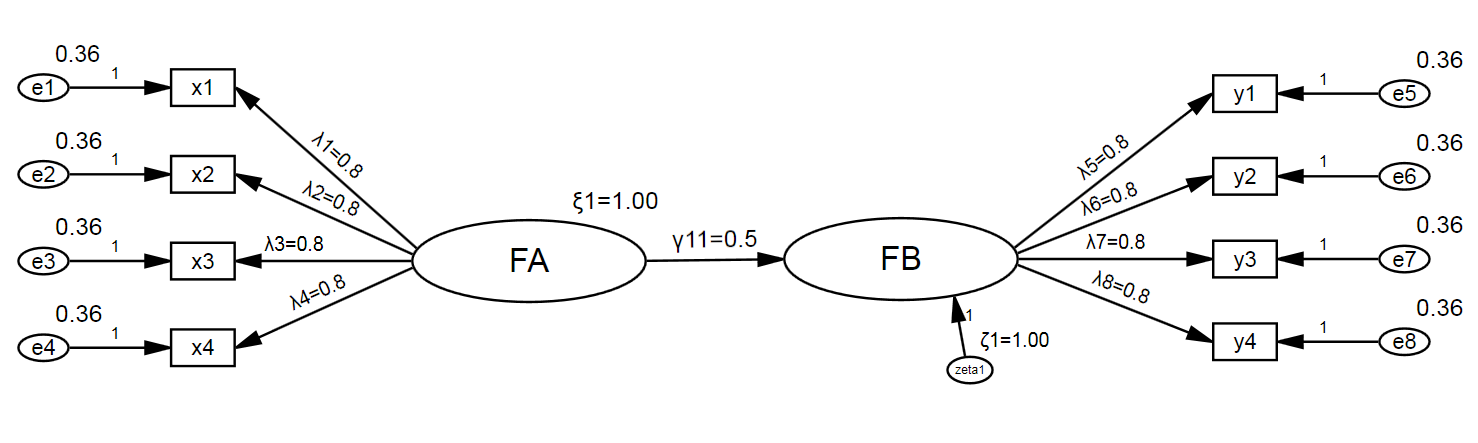 0.36
e1
1
x1
0.36
e2
1
x2
0.36
e3
1
x3
0.36
e4
1
x4
λ1=0.8
λ2=0.8
λ3=0.8
λ4=0.8
ξ1=1.00
FA
γ11=0.5
FB
1
ζ1=1.00
zeta1
λ5=0.8
λ6=0.8
λ7=0.8
λ8=0.8
0.36
y1
1
e5
0.36
y2
1
e6
0.36
y3
1
e7
0.36
y4
1
e8